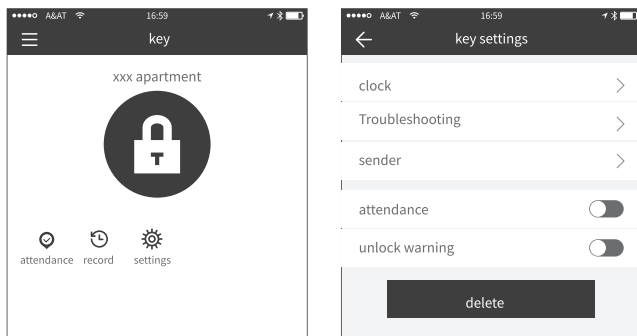 A&AT 16:59
key
xxx apartment
T
attendance record settings
A&AT 16:59
key settings
clock
Troubleshooting
sender
attendance
unlock warning
delete